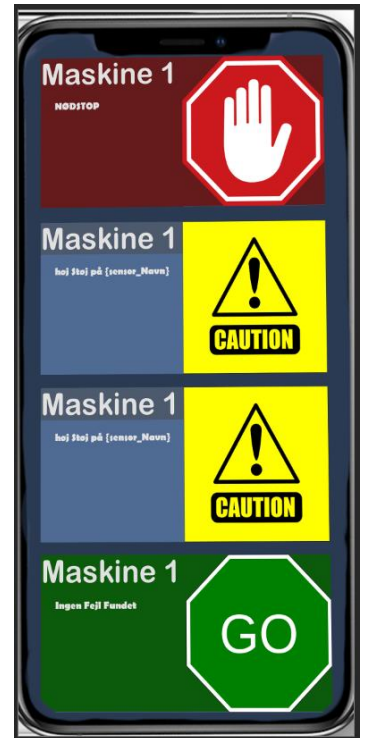 Maskine 1
NØDSTOP
Maskine 1
høj Støj på {sensor_Navn}
CAUTION
Maskine 1
høj Støj på {sensor_Navn}
CAUTION
Maskine 1
Ingen Fejl Fundet
GO